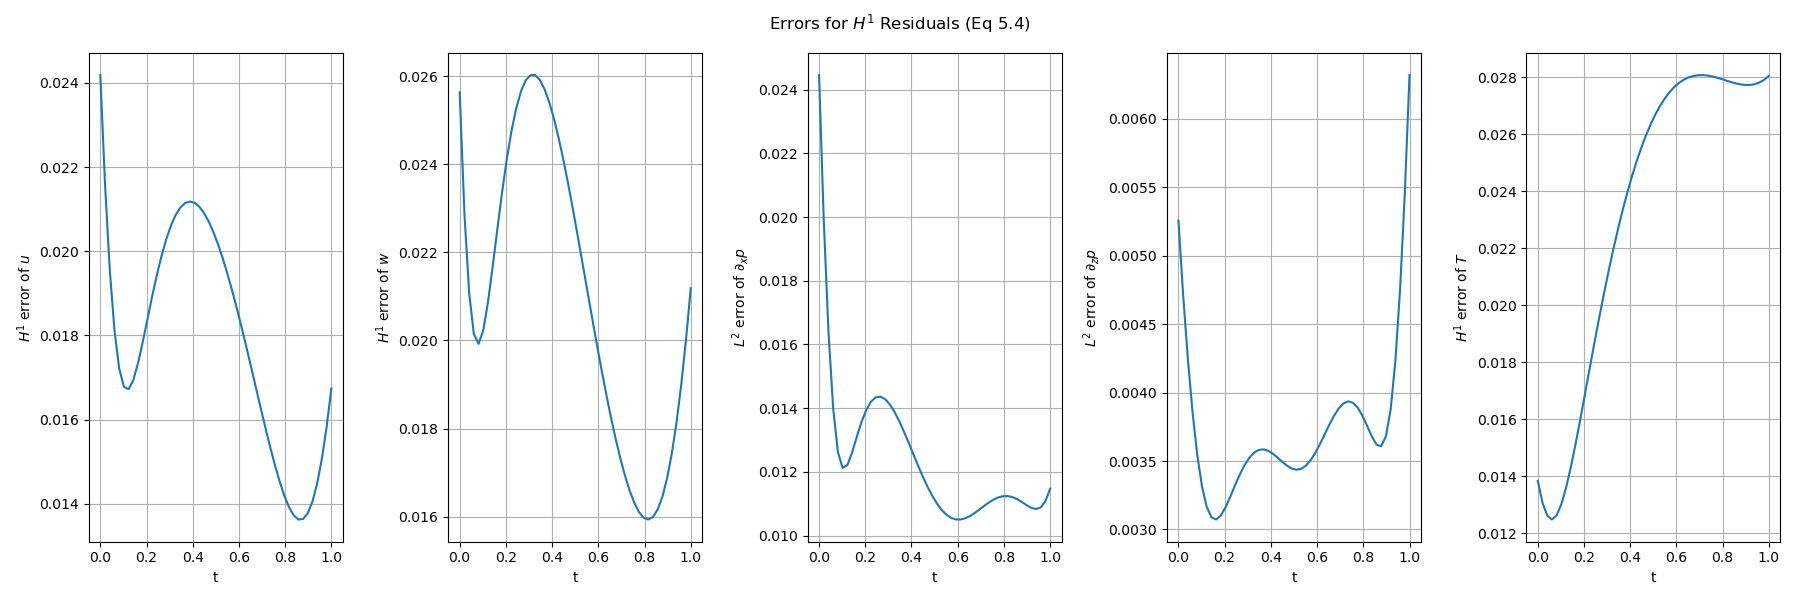 Errors for $H^1$ Residuals (Eq 5.4)
H¹ error of u
0.024
0.022
0.020
0.018
0.016
0.014
0.0 0.2 0.4 0.6 0.8 1.0
t
H¹ error of w
0.026
0.024
0.022
0.020
0.018
0.016
0.0 0.2 0.4 0.6 0.8 1.0
t
L² error of ∂ₓp
0.024
0.022
0.020
0.018
0.016
0.014
0.012
0.010
0.0 0.2 0.4 0.6 0.8 1.0
t
L² error of ∂_zp
0.0060
0.0055
0.0050
0.0045
0.0040
0.0035
0.0030
0.0 0.2 0.4 0.6 0.8 1.0
t
H¹ error of T
0.028
0.026
0.024
0.022
0.020
0.018
0.016
0.014
0.012
0.0 0.2 0.4 0.6 0.8 1.0
t